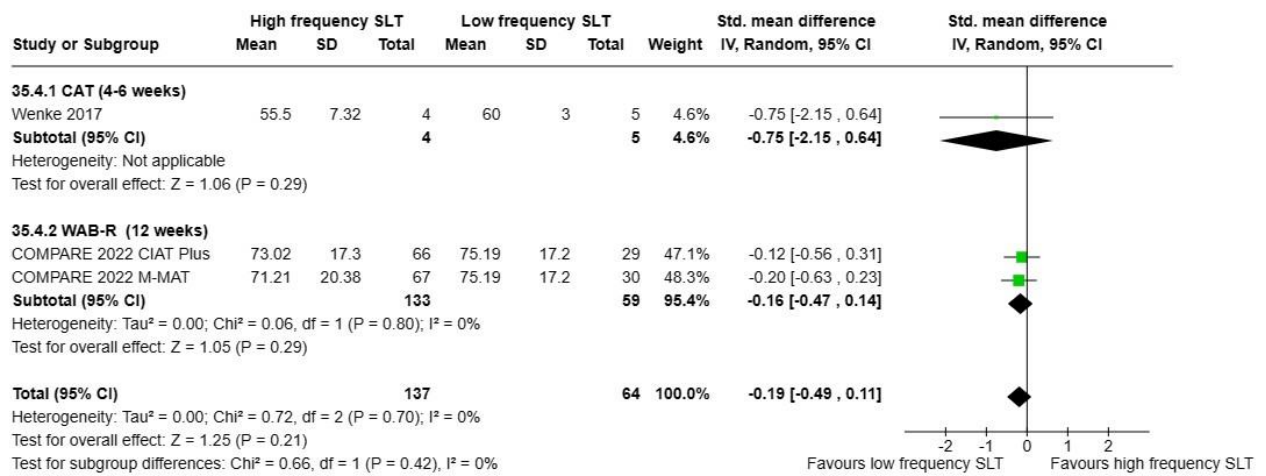 High frequency SLT Low frequency SLT Std. mean difference Std. mean difference
Study or Subgroup Mean SD Total Mean SD Total Weight IV, Random, 95% CI IV, Random, 95% CI
35.4.1 CAT (4-6 weeks)
Wenke 2017 55.5 7.32 4 60 3 5 4.6% -0.75 [-2.15 , 0.64]
Subtotal (95% CI) 4 5 4.6% -0.75 [-2.15 , 0.64]
Heterogeneity: Not applicable
Test for overall effect: Z = 1.06 (P = 0.29)
35.4.2 WAB-R (12 weeks)
COMPARE 2022 CIAT Plus 73.02 17.3 66 75.19 17.2 29 47.1% -0.12 [-0.56 , 0.31]
COMPARE 2022 M-MAT 71.21 20.38 67 75.19 17.2 30 48.3% -0.20 [-0.63 , 0.23]
Subtotal (95% CI) 133 59 95.4% -0.16 [-0.47 , 0.14]
Heterogeneity: Tau² = 0.00; Chi² = 0.06, df = 1 (P = 0.80); I² = 0%
Test for overall effect: Z = 1.05 (P = 0.29)
Total (95% CI) 137 64 100.0% -0.19 [-0.49 , 0.11]
Heterogeneity: Tau² = 0.00; Chi² = 0.72, df = 2 (P = 0.70); I² = 0%
Test for overall effect: Z = 1.25 (P = 0.21)
-2 -1 0 1 2
Test for subgroup differences: Chi² = 0.66, df = 1 (P = 0.42), I² = 0% Favours low frequency SLT Favours high frequency SLT